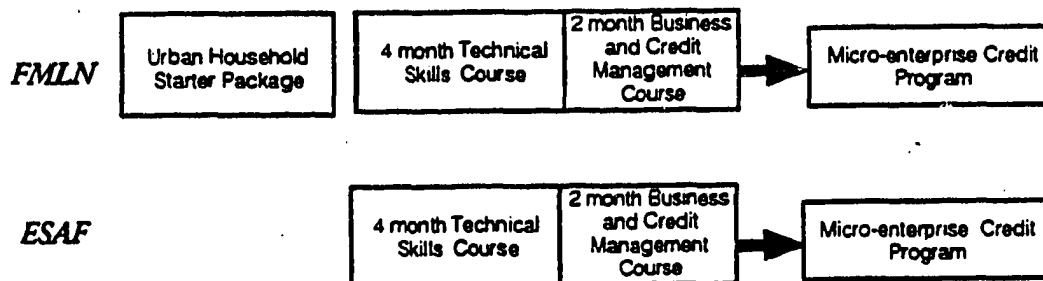 FMLN
Urban Household
Starter Package
4 month Technical
Skills Course
2 month Business
and Credit
Management
Course
Micro-enterprise Credit
Program
ESAF
4 month Technical
Skills Course
2 month Business
and Credit
Management
Course
Micro-enterprise Credit
Program